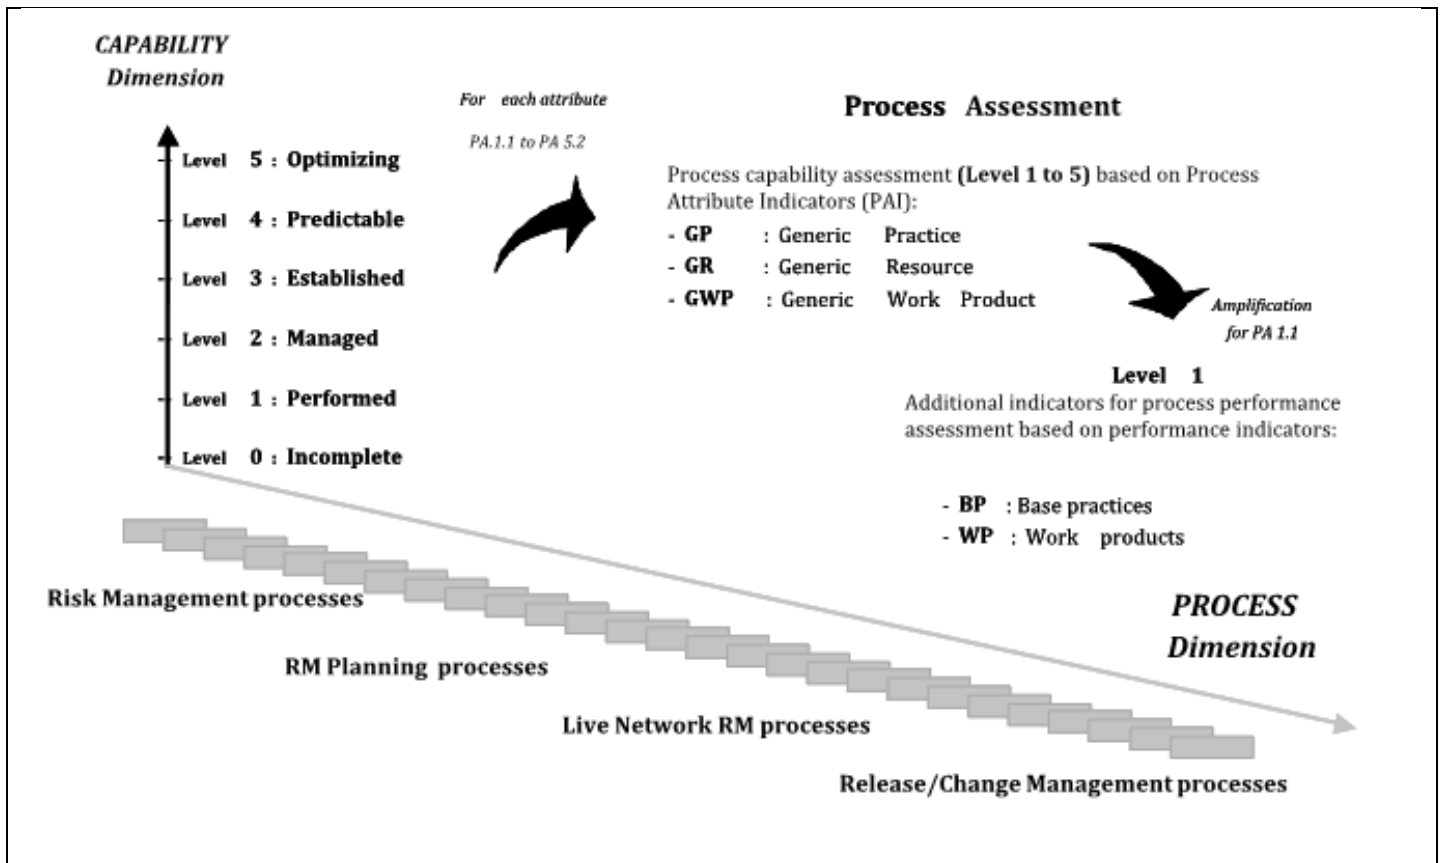 CAPABILITY
Dimension
Level 5 : Optimizing
Level 4 : Predictable
Level 3 : Established
Level 2 : Managed
Level 1 : Performed
Level 0 : Incomplete
For each attribute
PA.1.1 to PA 5.2
Process Assessment
Process capability assessment (Level 1 to 5) based on Process
Attribute Indicators (PAI):
- GP : Generic Practice
- GR : Generic Resource
- GWP : Generic Work Product
Amplification
for PA 1.1
Level 1
Additional indicators for process performance
assessment based on performance indicators:
- BP : Base practices
- WP : Work products
PROCESS
Dimension
Risk Management processes
RM Planning processes
Live Network RM processes
Release/Change Management processes